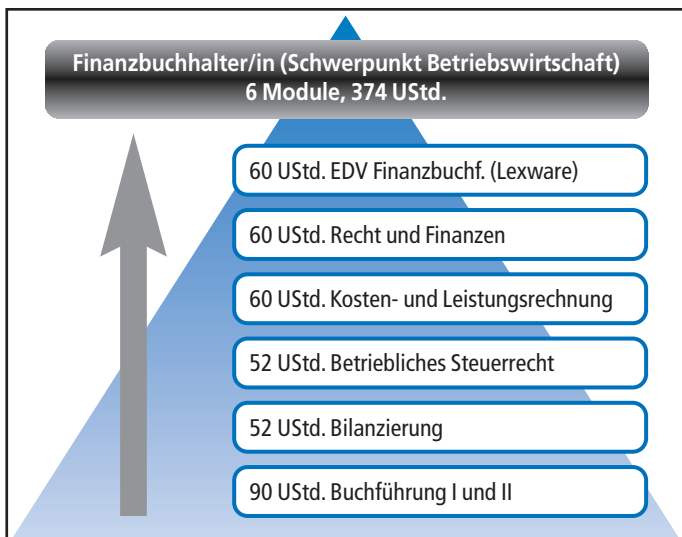 Finanzbuchhalter/in (Schwerpunkt Betriebswirtschaft)
6 Module, 374 UStd.
60 UStd. EDV Finanzbuchf. (Lexware)
60 UStd. Recht und Finanzen
60 UStd. Kosten- und Leistungsrechnung
52 UStd. Betriebliches Steuerrecht
52 UStd. Bilanzierung
90 UStd. Buchführung I und II